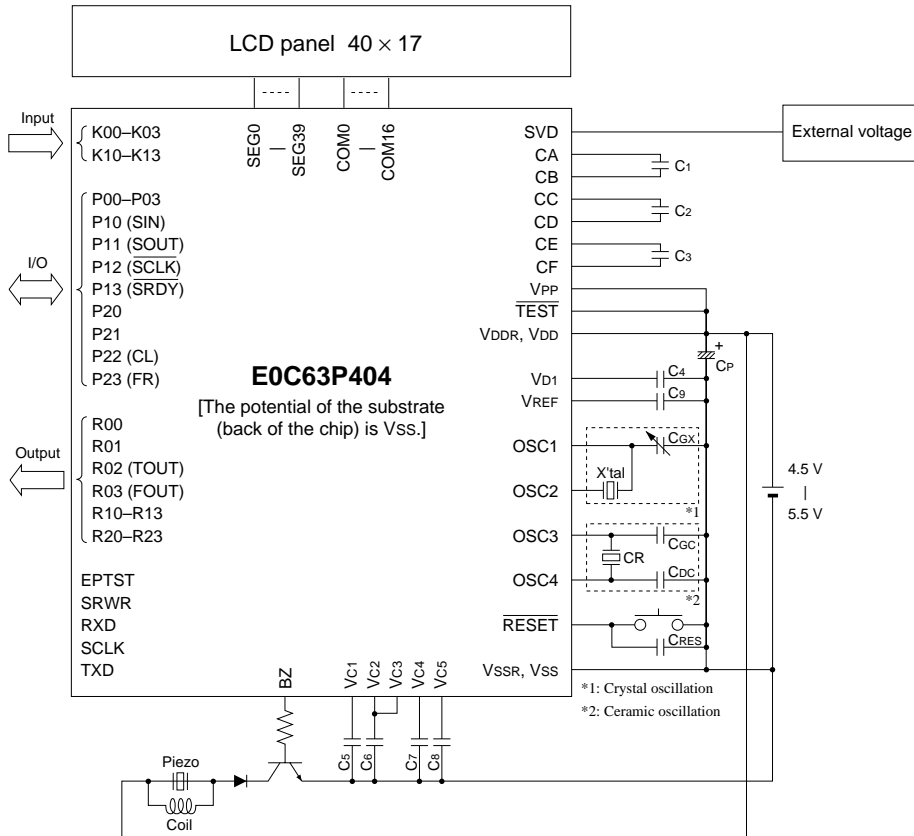 LCD panel 40 × 17
Input
K00–K03
K10–K13
SEG0
—
SEG39
COM0
—
COM16
I/O
P00–P03
P10 (SIN)
P11 (SOUT)
P12 (SCLK)
P13 (SRDY)
P20
P21
P22 (CL)
P23 (FR)
Output
R00
R01
R02 (TOUT)
R03 (FOUT)
R10–R13
R20–R23
EPTST
SRWR
RXD
SCLK
TXD
E0C63P404
[The potential of the substrate
(back of the chip) is VSS.]
SVD
External voltage
CA
CB
C1
CC
CD
C2
CE
CF
C3
VPP
TEST
VDDR, VDD
+
CP
VD1
C4
VREF
C9
OSC1
CGX
X'tal
OSC2
*1
OSC3
CGC
CR
OSC4
CDC
*2
RESET
CRES
VSSR, VSS
4.5 V
|
5.5 V
*1: Crystal oscillation
*2: Ceramic oscillation
BZ
VC1
VC2
VC3
VC4
VC5
C5
C6
C7
C8
Piezo
Coil